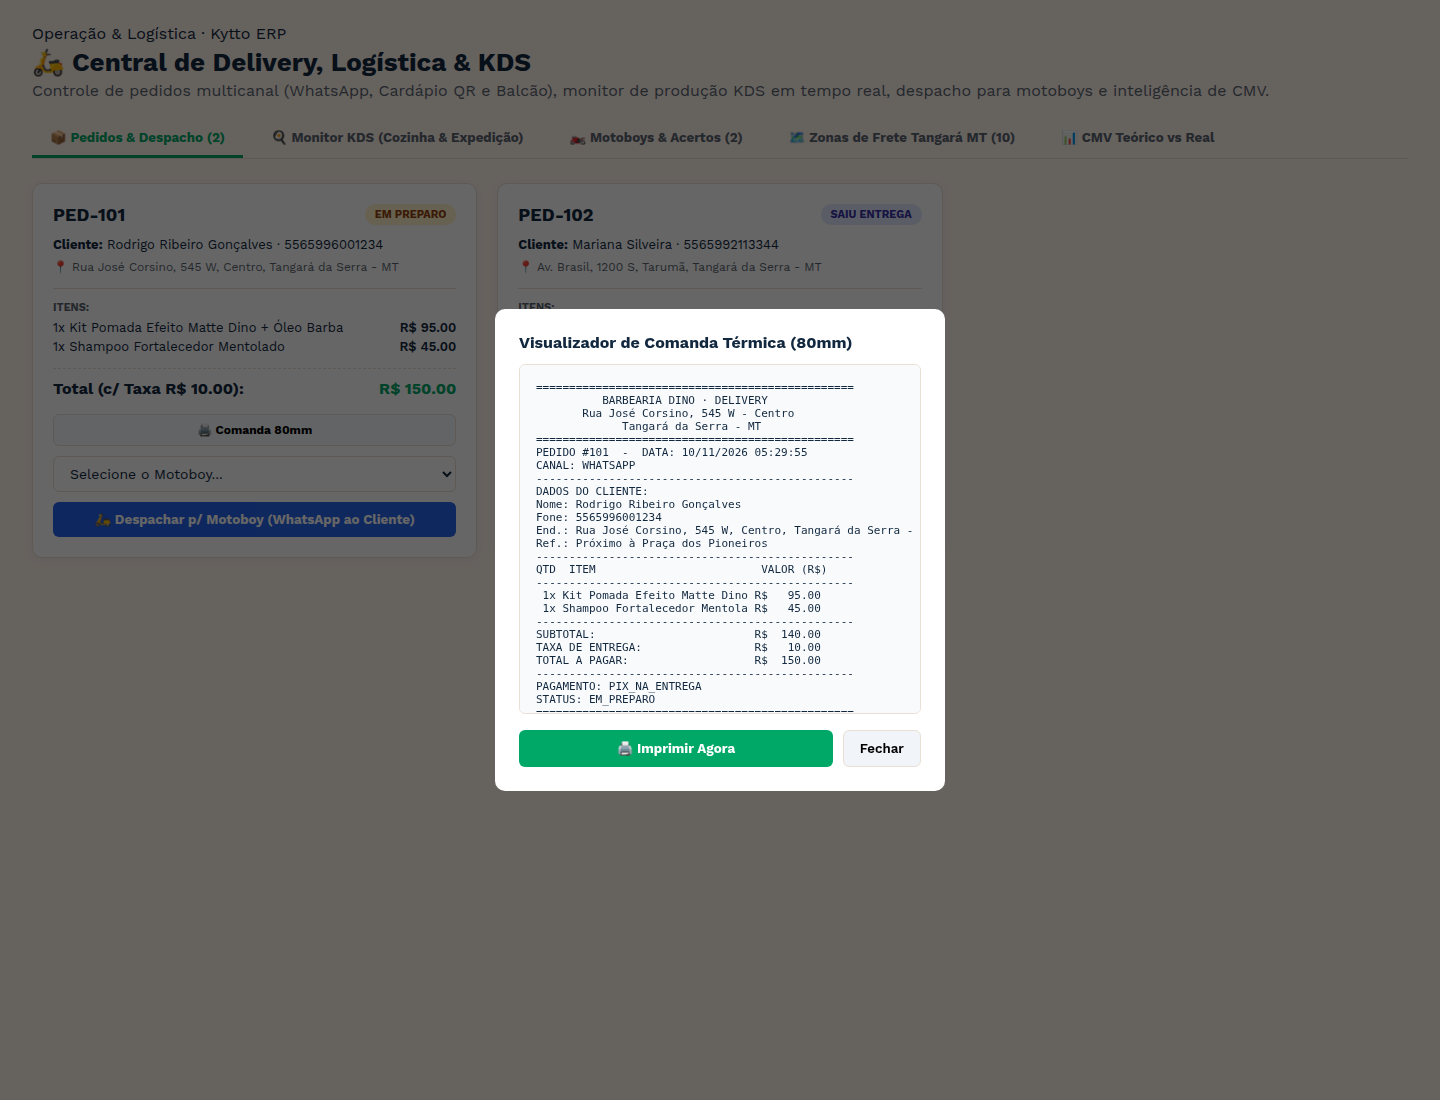 Operação & Logística · Kytto ERP
🛵 Central de Delivery, Logística & KDS
Controle de pedidos multicanal (WhatsApp, Cardápio QR e Balcão), monitor de produção KDS em tempo real, despacho para motoboys e inteligência de CMV.
📦 Pedidos & Despacho (2) 🍳 Monitor KDS (Cozinha & Expedição) 🏍️ Motoboys & Acertos (2) 🗺️ Zonas de Frete Tangará MT (10) 📊 CMV Teórico vs Real
PED-101 EM PREPARO
Cliente: Rodrigo Ribeiro Gonçalves · 5565996001234
📍 Rua José Corsino, 545 W, Centro, Tangará da Serra - MT
ITENS:
1x Kit Pomada Efeito Matte Dino + Óleo Barba R$ 95.00
1x Shampoo Fortalecedor Mentolado R$ 45.00
Total (c/ Taxa R$ 10.00): R$ 150.00
🖨️ Comanda 80mm
Selecione o Motoboy...
🛵 Despachar p/ Motoboy (WhatsApp ao Cliente)
PED-102 SAIU ENTREGA
Cliente: Mariana Silveira · 5565992113344
📍 Av. Brasil, 1200 S, Tarumã, Tangará da Serra - MT
ITENS:
Visualizador de Comanda Térmica (80mm)
================================================
BARBEARIA DINO · DELIVERY
Rua José Corsino, 545 W - Centro
Tangará da Serra - MT
================================================
PEDIDO #101  -  DATA: 10/11/2026 05:29:55
CANAL: WHATSAPP
------------------------------------------------
DADOS DO CLIENTE:
Nome: Rodrigo Ribeiro Gonçalves
Fone: 5565996001234
End.: Rua José Corsino, 545 W, Centro, Tangará da Serra -
Ref.: Próximo à Praça dos Pioneiros
------------------------------------------------
QTD  ITEM                         VALOR (R$)
------------------------------------------------
1x Kit Pomada Efeito Matte Dino R$   95.00
1x Shampoo Fortalecedor Mentola R$   45.00
------------------------------------------------
SUBTOTAL:                        R$  140.00
TAXA DE ENTREGA:                 R$   10.00
TOTAL A PAGAR:                   R$  150.00
------------------------------------------------
PAGAMENTO: PIX_NA_ENTREGA
STATUS: EM_PREPARO
================================================
🖨️ Imprimir Agora
Fechar